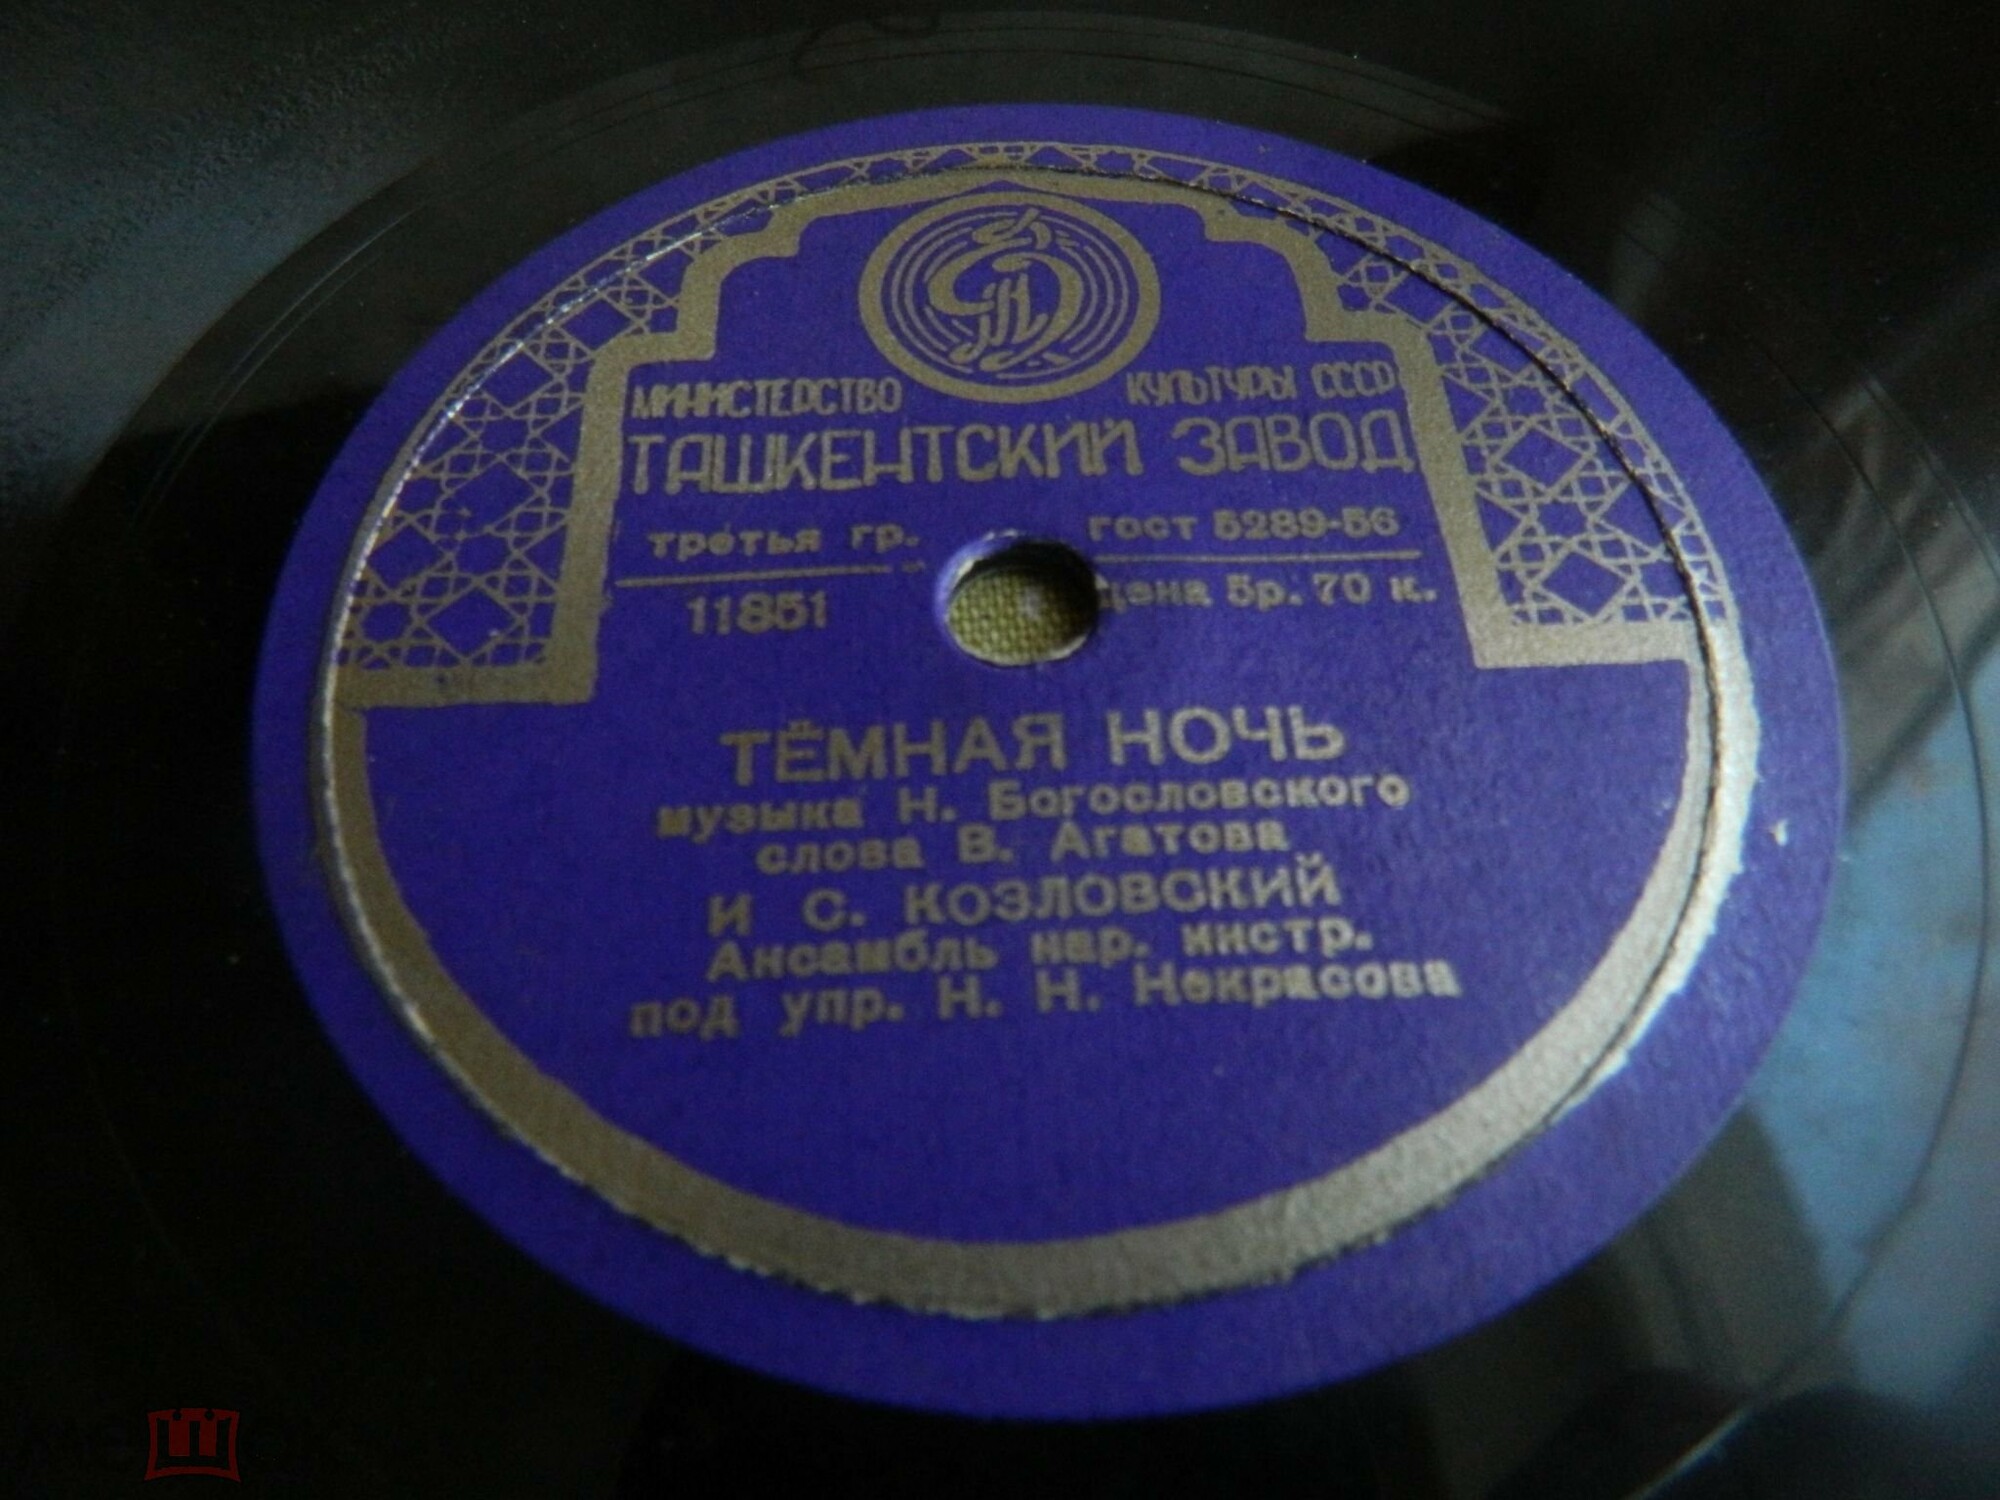 МИНИСТЕРСТВО КУЛЬТУРЫ СССР
ТАШКЕНТСКИЙ ЗАВОД
третья гр. гост 5289-56
11851 цена 5р. 70 к.
ТЁМНАЯ НОЧЬ
музыка Н. Богословского
слова В. Агатова
И С. КОЗЛОВСКИЙ
Ансамбль нар. инстр.
под упр. Н. Н. Некрасова